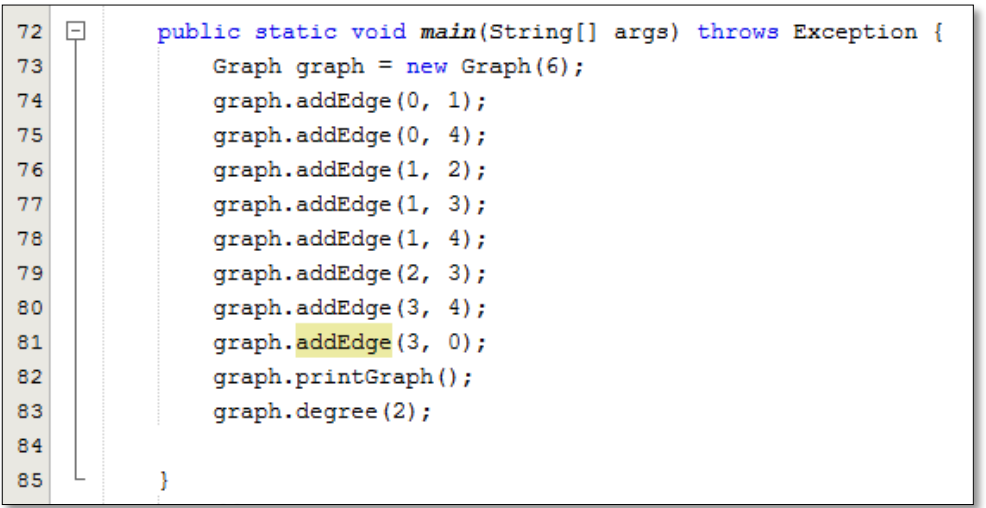 72 public static void main(String[] args) throws Exception {
73 Graph graph = new Graph(6);
74 graph.addEdge(0, 1);
75 graph.addEdge(0, 4);
76 graph.addEdge(1, 2);
77 graph.addEdge(1, 3);
78 graph.addEdge(1, 4);
79 graph.addEdge(2, 3);
80 graph.addEdge(3, 4);
81 graph.addEdge(3, 0);
82 graph.printGraph();
83 graph.degree(2);
84
85 }